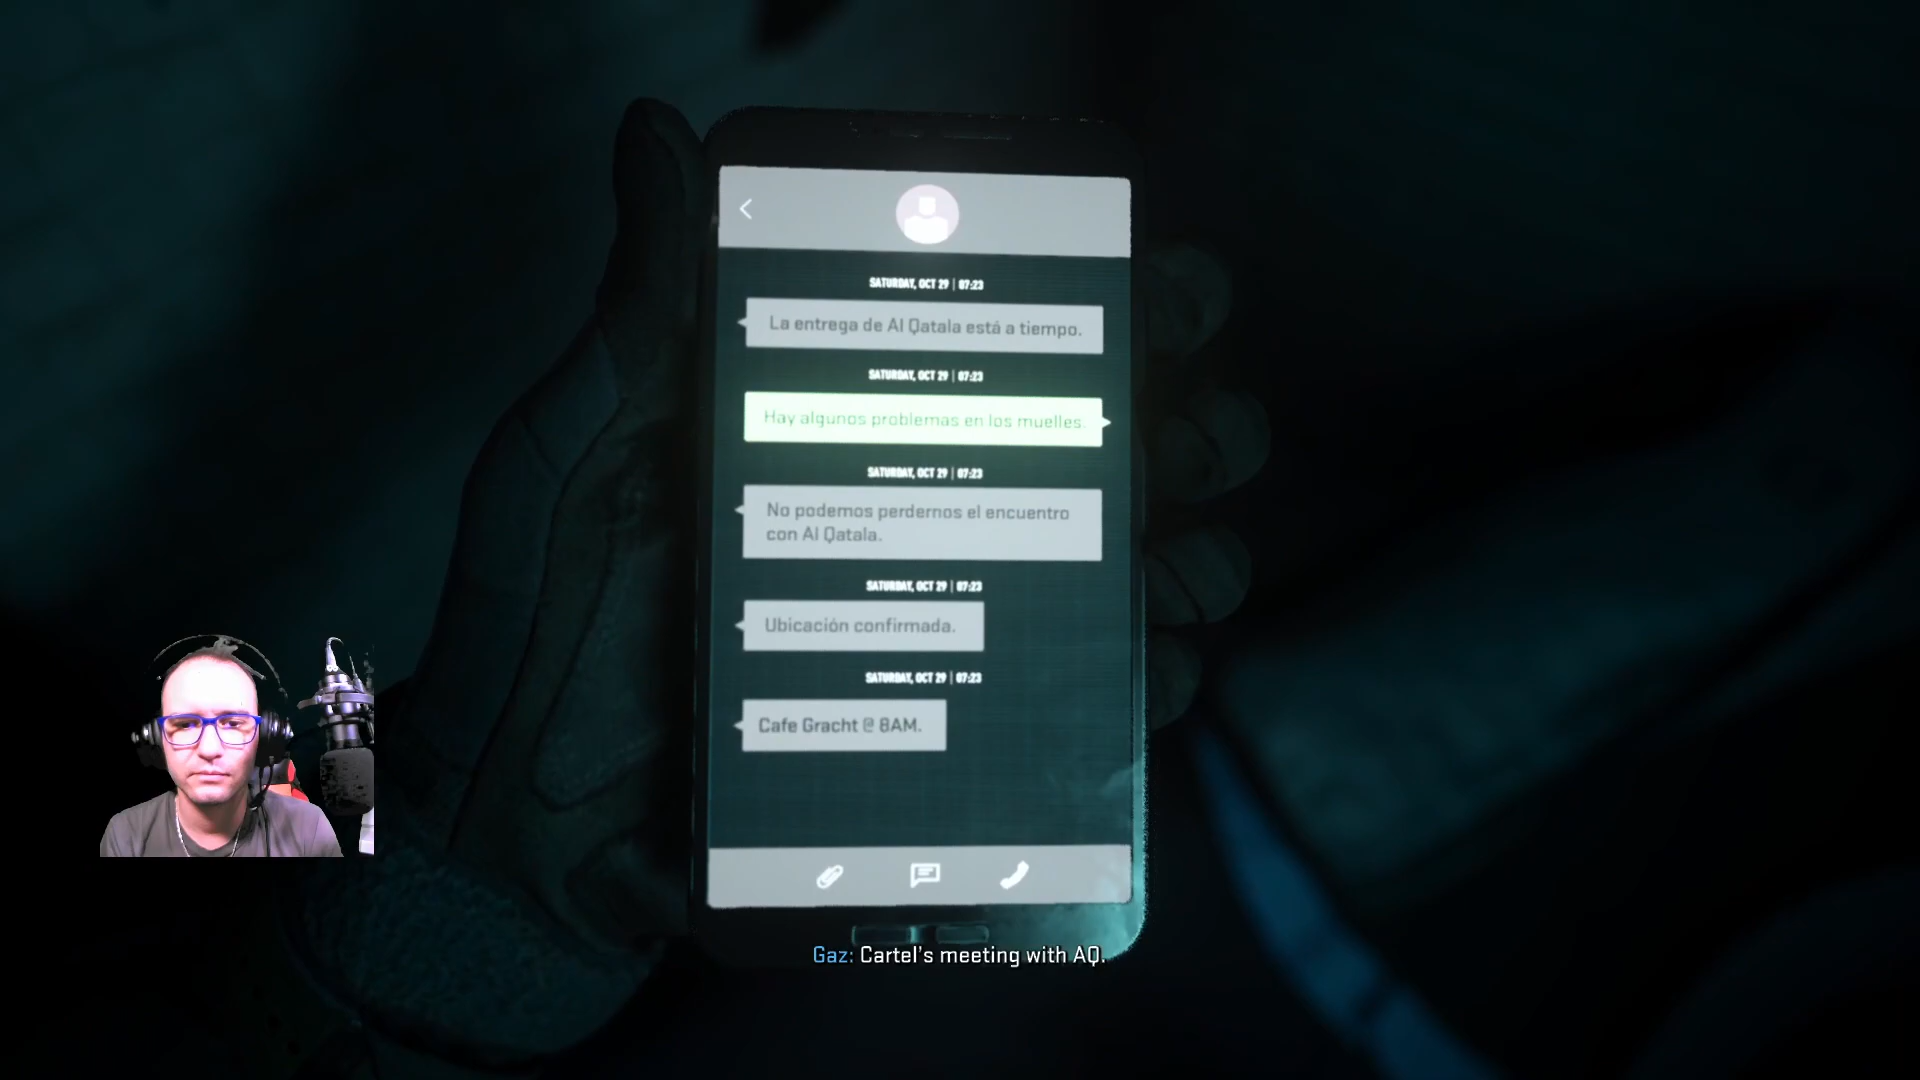 SATURDAY, OCT 29 | 07:23
La entrega de Al Qatala está a tiempo.
SATURDAY, OCT 29 | 07:23
Hay algunos problemas en los muelles.
SATURDAY, OCT 29 | 07:23
No podemos perdernos el encuentro
con Al Qatala.
SATURDAY, OCT 29 | 07:23
Ubicación confirmada.
SATURDAY, OCT 29 | 07:23
Cafe Gracht @ 8AM.
Gaz: Cartel's meeting with AQ.